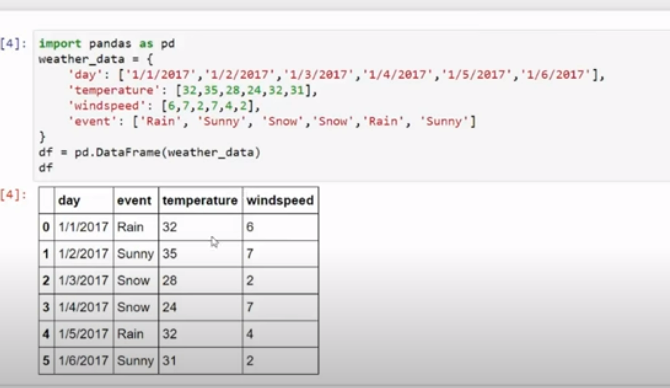 [4]: import pandas as pd
weather_data = {
'day': ['1/1/2017','1/2/2017','1/3/2017','1/4/2017','1/5/2017','1/6/2017'],
'temperature': [32,35,28,24,32,31],
'windspeed': [6,7,2,7,4,2],
'event': ['Rain', 'Sunny', 'Snow','Snow','Rain', 'Sunny']
}
df = pd.DataFrame(weather_data)
df
[4]:
day event temperature windspeed
0 1/1/2017 Rain 32 6
1 1/2/2017 Sunny 35 7
2 1/3/2017 Snow 28 2
3 1/4/2017 Snow 24 7
4 1/5/2017 Rain 32 4
5 1/6/2017 Sunny 31 2